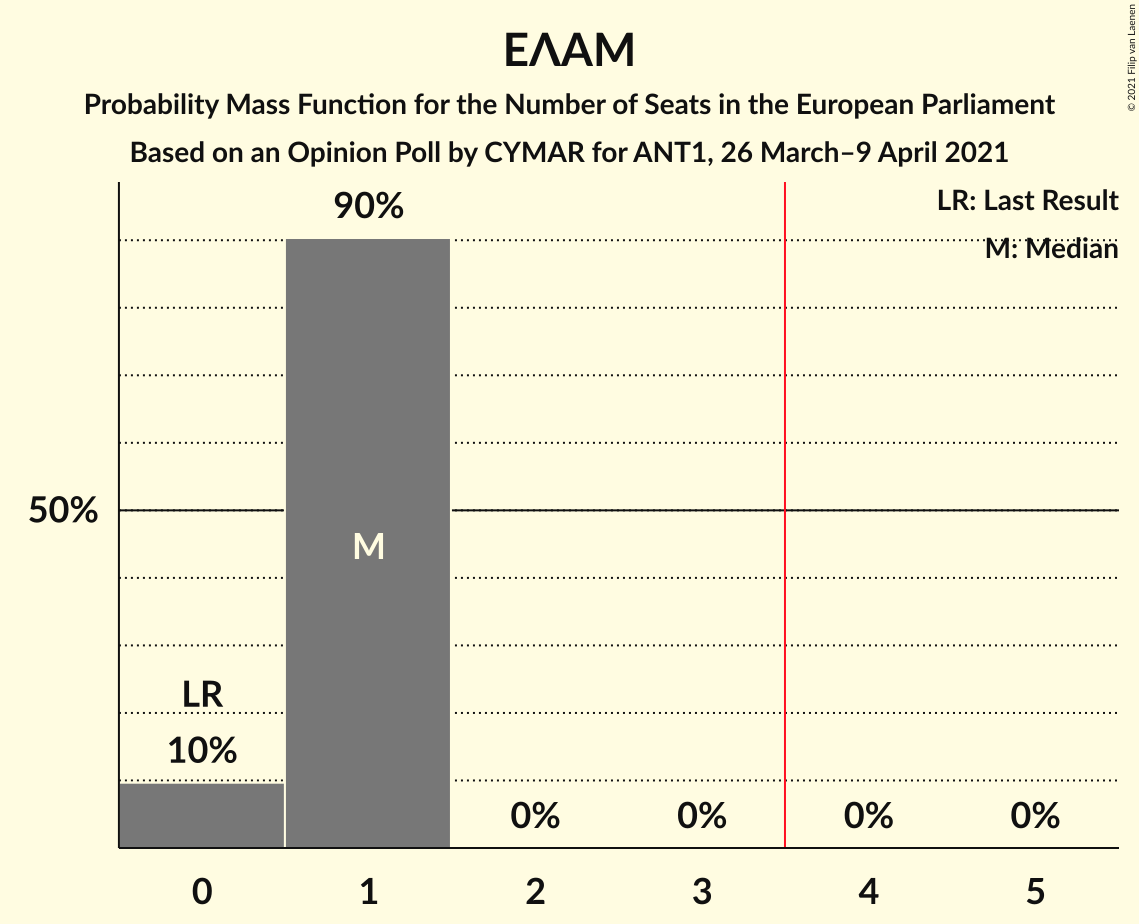 ΕΛΑΜ
Probability Mass Function for the Number of Seats in the European Parliament
Based on an Opinion Poll by CYMAR for ANT1, 26 March–9 April 2021
© 2021 Filip van Laenen
LR: Last Result
M: Median
90%
50%
M
LR
10%
0%
0%
0%
0%
0
1
2
3
4
5